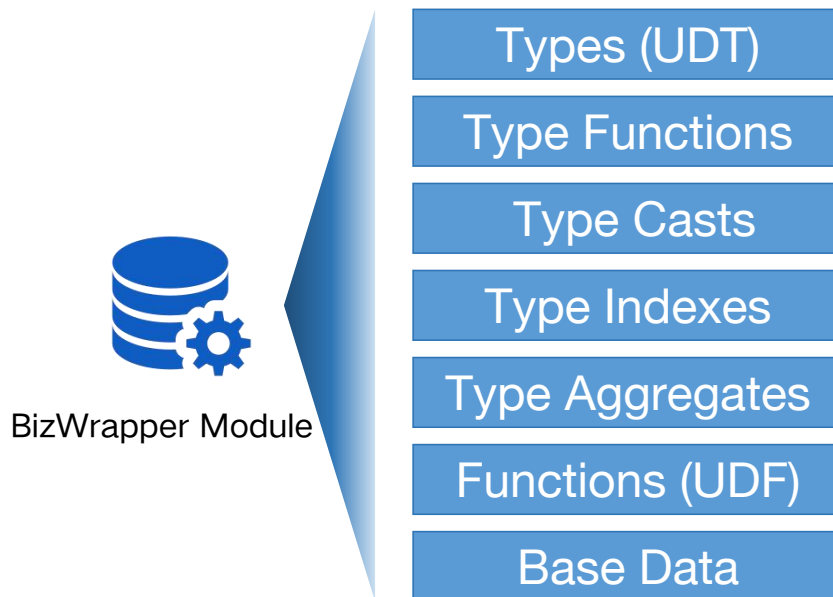 Types (UDT)
Type Functions
Type Casts
Type Indexes
Type Aggregates
Functions (UDF)
Base Data
BizWrapper Module